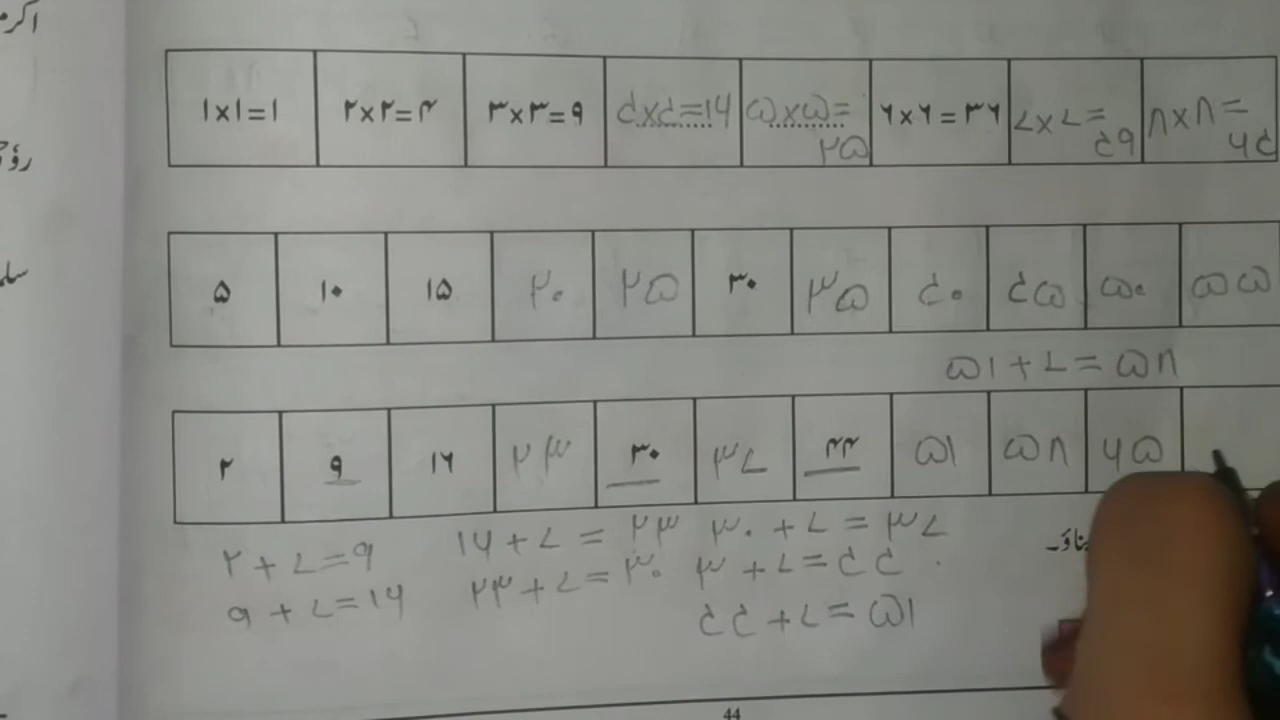 ۱×۱=۱ ۲×۲=۴ ۳×۳=۹ ۴×۴=۱۶ ۵×۵=۲۵ ۶×۶=۳۶ ۷×۷=۴۹ ۸×۸=۶۴
۵ ۱۰ ۱۵ ۲۰ ۲۵ ۳۰ ۳۵ ۴۰ ۴۵ ۵۰ ۵۵
۵۱+۷=۵۸
۲ ۹ ۱۶ ۲۳ ۳۰ ۳۷ ۴۴ ۵۱ ۵۸ ۶۵
۲+۷=۹ ۱۶+۷=۲۳ ۳۰+۷=۳۷
۹+۷=۱۶ ۲۳+۷=۳۰ ۳+۷=۴۴
۴۴+۷=۵۱
44